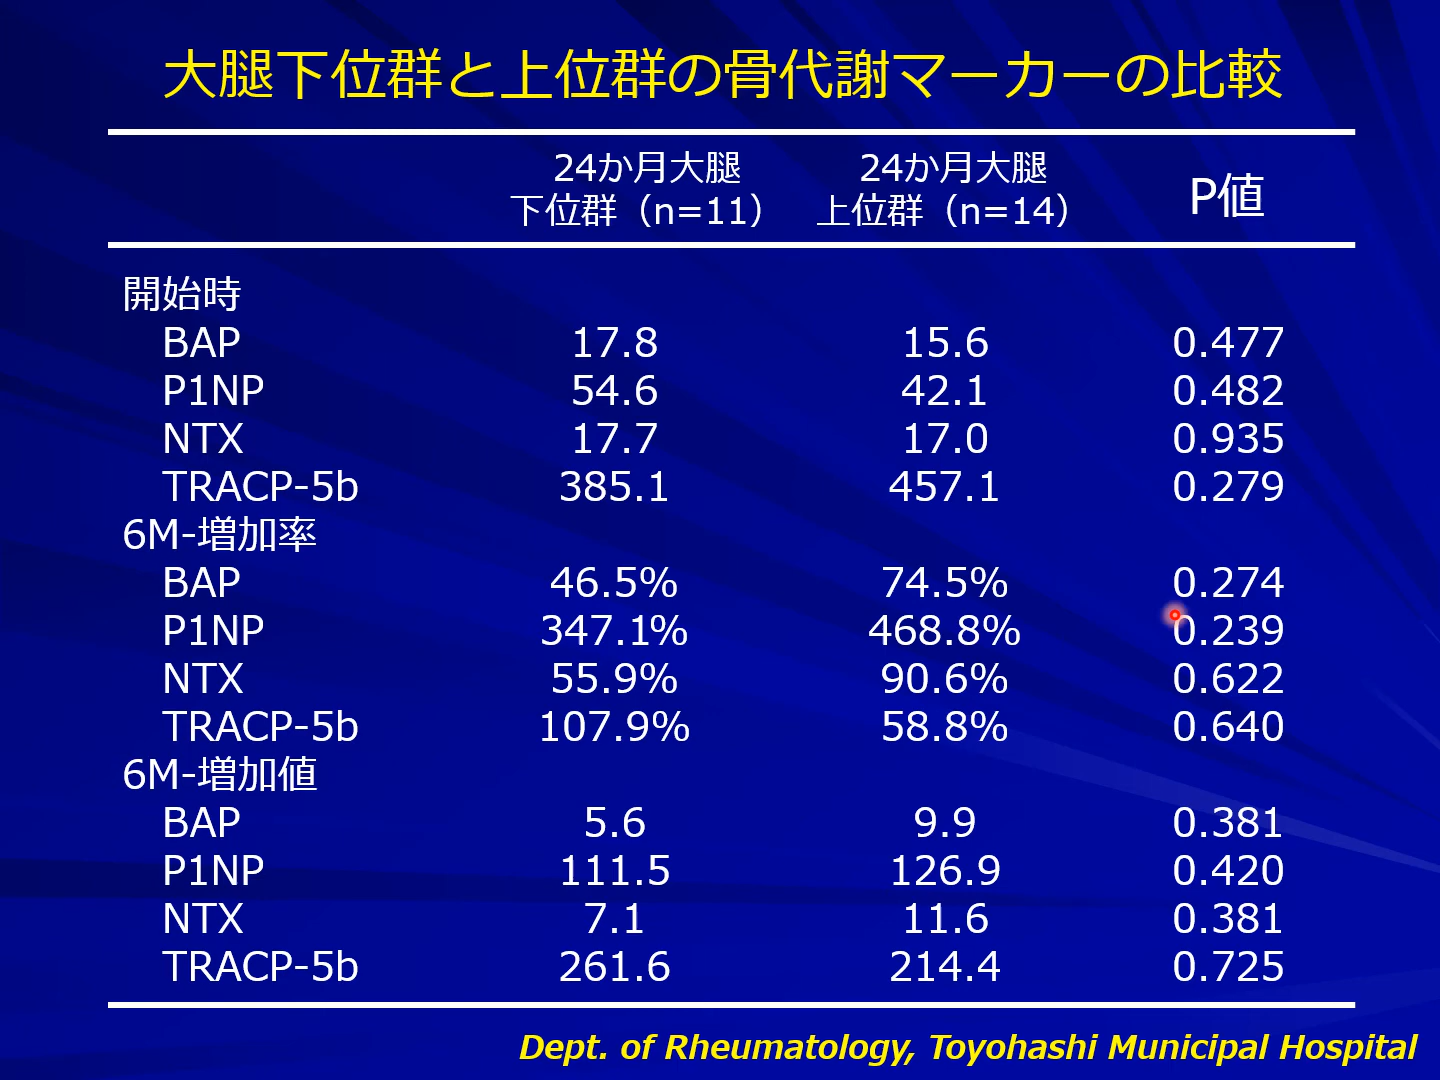 大腿下位群と上位群の骨代謝マーカーの比較
24か月大腿下位群（n=11） 24か月大腿上位群（n=14） P値
開始時
BAP 17.8 15.6 0.477
P1NP 54.6 42.1 0.482
NTX 17.7 17.0 0.935
TRACP-5b 385.1 457.1 0.279
6M-増加率
BAP 46.5% 74.5% 0.274
P1NP 347.1% 468.8% 0.239
NTX 55.9% 90.6% 0.622
TRACP-5b 107.9% 58.8% 0.640
6M-増加値
BAP 5.6 9.9 0.381
P1NP 111.5 126.9 0.420
NTX 7.1 11.6 0.381
TRACP-5b 261.6 214.4 0.725
Dept. of Rheumatology, Toyohashi Municipal Hospital